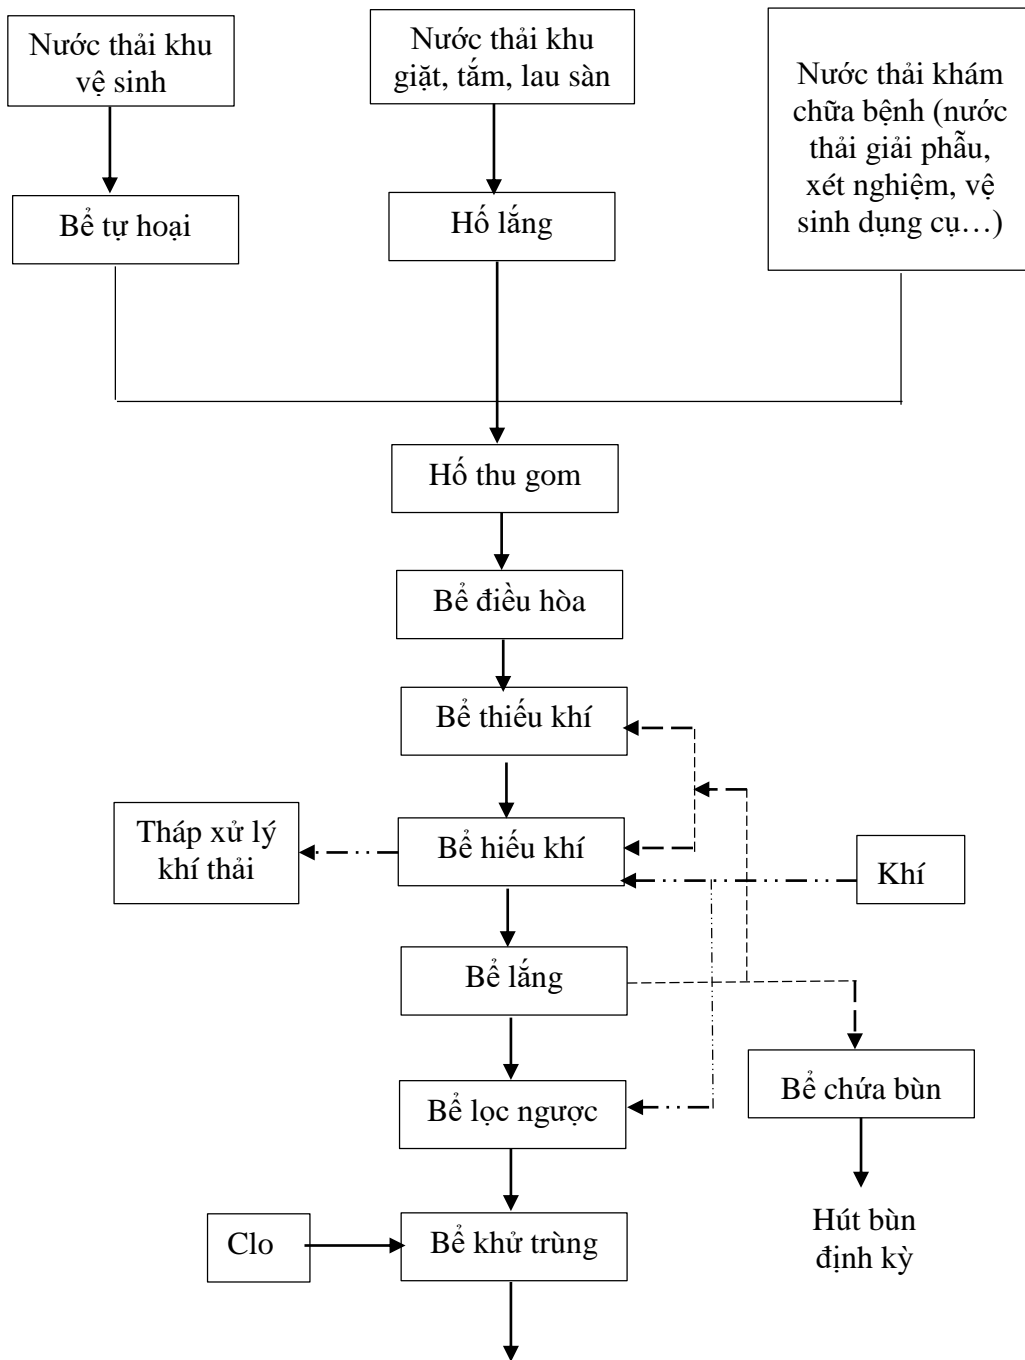 Nước thải khu
vệ sinh
Nước thải khu
giặt, tắm, lau sàn
Nước thải khám
chữa bệnh (nước
thải giải phẫu,
xét nghiệm, vệ
sinh dụng cụ…)
Bể tự hoại
Hố lắng
Hố thu gom
Bể điều hòa
Bể thiếu khí
Tháp xử lý
khí thải
Bể hiếu khí
Khí
Bể lắng
Bể chứa bùn
Bể lọc ngược
Hút bùn
định kỳ
Clo
Bể khử trùng